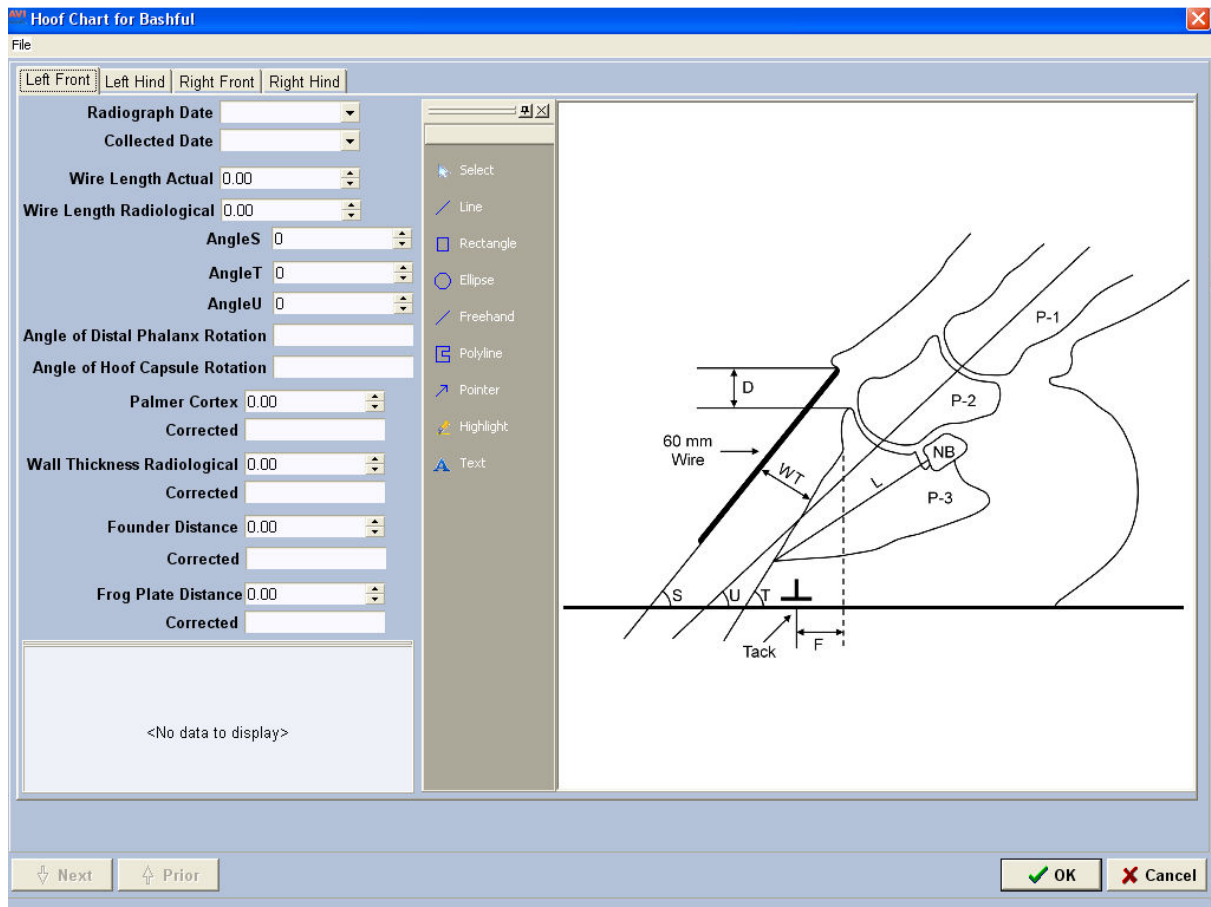 AVI Hoof Chart for Bashful
File
Left Front Left Hind Right Front Right Hind
Radiograph Date
Collected Date
Wire Length Actual 0.00
Wire Length Radiological 0.00
AngleS 0
AngleT 0
AngleU 0
Angle of Distal Phalanx Rotation
Angle of Hoof Capsule Rotation
Palmer Cortex 0.00
Corrected
Wall Thickness Radiological 0.00
Corrected
Founder Distance 0.00
Corrected
Frog Plate Distance 0.00
Corrected
<No data to display>
Select
Line
Rectangle
Ellipse
Freehand
Polyline
Pointer
Highlight
A Text
P-1
D
P-2
60 mm
Wire
NB
WT
L
P-3
S U T
Tack F
Next Prior OK Cancel